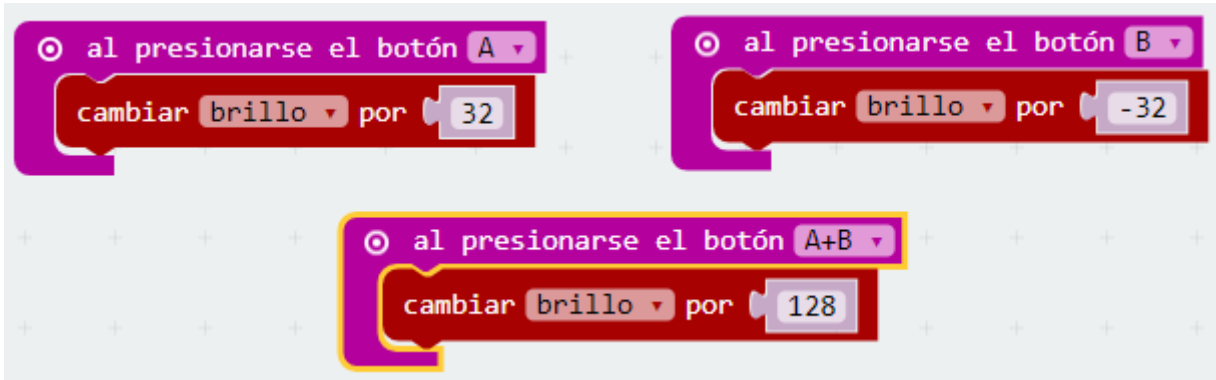 al presionarse el botón A
cambiar brillo por 32
al presionarse el botón B
cambiar brillo por -32
al presionarse el botón A+B
cambiar brillo por 128